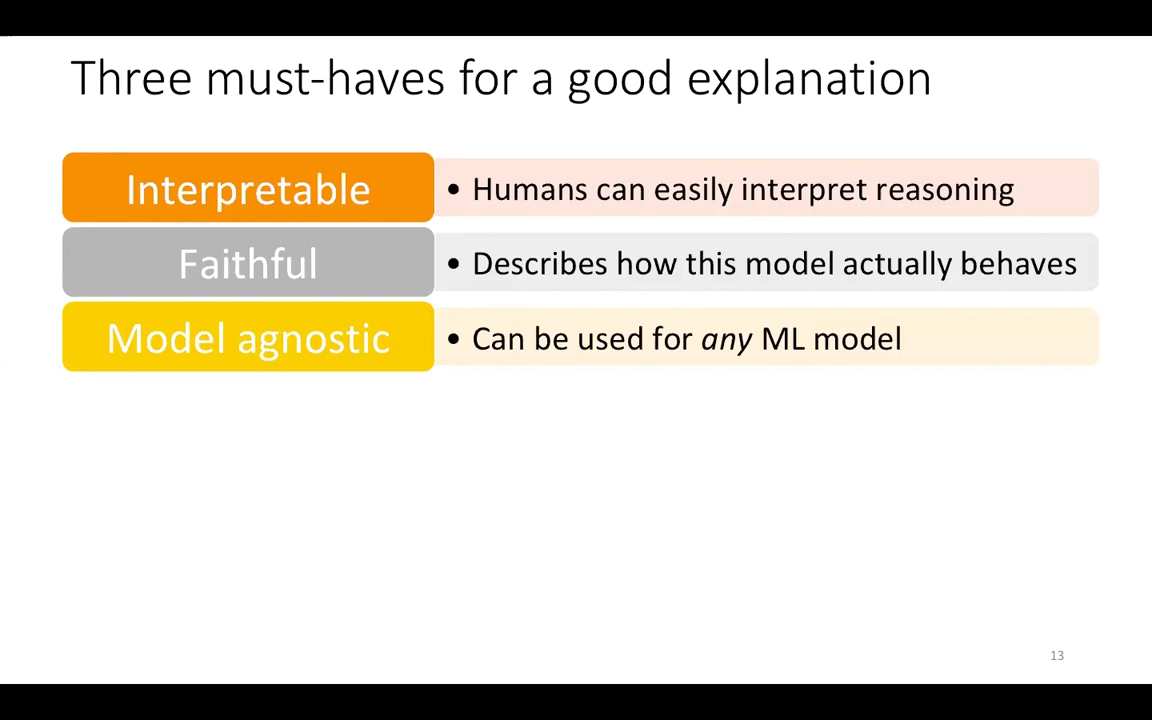 Three must-haves for a good explanation
Interpretable
• Humans can easily interpret reasoning
Faithful
• Describes how this model actually behaves
Model agnostic
• Can be used for any ML model
13